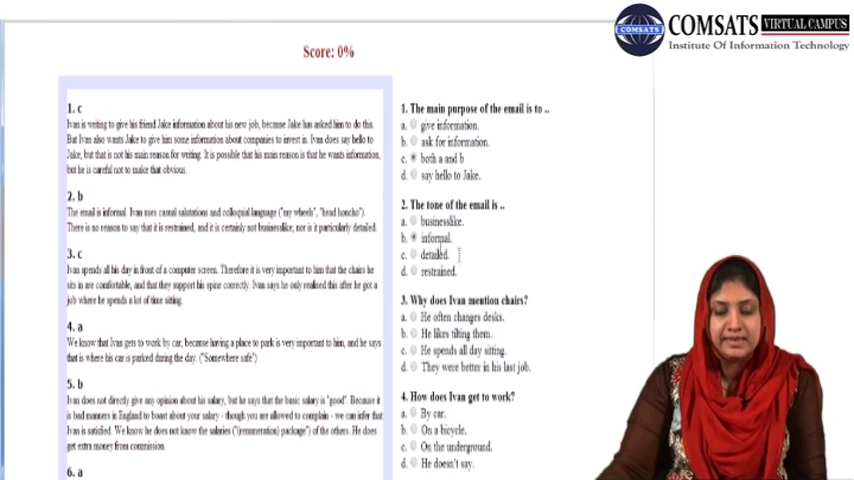 COMSATS VIRTUAL CAMPUS
COMSATS
Institute Of Information Technology
Score: 0%
1. c
Ivan is writing to give his friend Jake information about his new job, because Jake has asked him to do this.
But Ivan also wants Jake to give him some information about companies to invest in. Ivan does say hello to
Jake, but that is not his main reason for writing. It is possible that his main reason is that he wants information,
but he is careful not to make that obvious.
2. b
The email is informal. Ivan uses casual salutations and colloquial language ("my wheels", "head honcho").
There is no reason to say that it is restrained, and it is certainly not businesslike; nor is it particularly detailed.
3. c
Ivan spends all his day in front of a computer screen. Therefore it is very important to him that the chairs he
sits in are comfortable, and that they support his spine correctly. Ivan says he only realised this after he got a
job where he spends a lot of time sitting.
4. a
We know that Ivan gets to work by car, because having a place to park is very important to him, and he says
that is where his car is parked during the day. ("Somewhere safe")
5. b
Ivan does not directly give any opinion about his salary, but he says that the basic salary is "good". Because it
is bad manners in England to boast about your salary - though you are allowed to complain - we can infer that
Ivan is satisfied. We know he does not know the salaries ("(renmeration) package") of the others. He does
get extra money from commission.
6. a
1. The main purpose of the email is to ..
a. give information.
b. ask for information.
c. both a and b
d. say hello to Jake.
2. The tone of the email is ..
a. businesslike.
b. informal.
c. detailed.
d. restrained.
3. Why does Ivan mention chairs?
a. He often changes desks.
b. He likes tilting them.
c. He spends all day sitting.
d. They were better in his last job.
4. How does Ivan get to work?
a. By car.
b. On a bicycle.
c. On the underground.
d. He doesn't say.